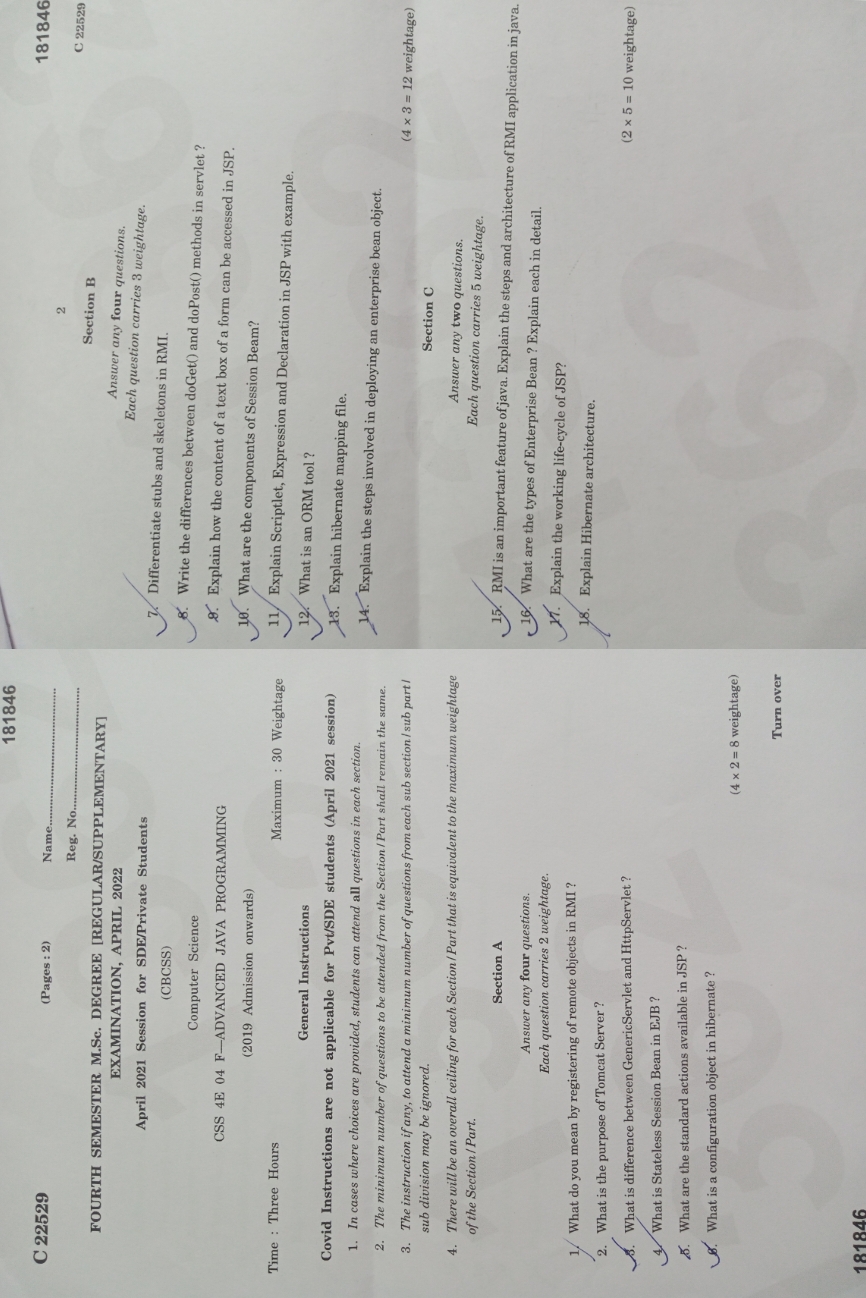 C 22529
(Pages : 2)
181846
Name................................
Reg. No................................
FOURTH SEMESTER M.Sc. DEGREE [REGULAR/SUPPLEMENTARY]
EXAMINATION, APRIL 2022
April 2021 Session for SDE/Private Students
(CBCSS)
Computer Science
CSS 4E 04 F—ADVANCED JAVA PROGRAMMING
(2019 Admission onwards)
Time : Three Hours
Maximum : 30 Weightage
General Instructions
Covid Instructions are not applicable for Pvt/SDE students (April 2021 session)
1. In cases where choices are provided, students can attend all questions in each section.
2. The minimum number of questions to be attended from the Section/Part shall remain the same.
3. The instruction if any, to attend a minimum number of questions from each sub section/sub part/
sub division may be ignored.
4. There will be an overall ceiling for each Section/Part that is equivalent to the maximum weightage
of the Section/Part.
Section A
Answer any four questions.
Each question carries 2 weightage.
1. What do you mean by registering of remote objects in RMI ?
2. What is the purpose of Tomcat Server ?
3. What is difference between GenericServlet and HttpServlet ?
4. What is Stateless Session Bean in EJB ?
5. What are the standard actions available in JSP ?
6. What is a configuration object in hibernate ?
(4 × 2 = 8 weightage)
Turn over
181846
2
181846
C 22529
Section B
Answer any four questions.
Each question carries 3 weightage.
7. Differentiate stubs and skeletons in RMI.
8. Write the differences between doGet() and doPost() methods in servlet ?
9. Explain how the content of a text box of a form can be accessed in JSP.
10. What are the components of Session Beam?
11. Explain Scriptlet, Expression and Declaration in JSP with example.
12. What is an ORM tool ?
13. Explain hibernate mapping file.
14. Explain the steps involved in deploying an enterprise bean object.
(4 × 3 = 12 weightage)
Section C
Answer any two questions.
Each question carries 5 weightage.
15. RMI is an important feature of java. Explain the steps and architecture of RMI application in java.
16. What are the types of Enterprise Bean ? Explain each in detail.
17. Explain the working life-cycle of JSP?
18. Explain Hibernate architecture.
(2 × 5 = 10 weightage)